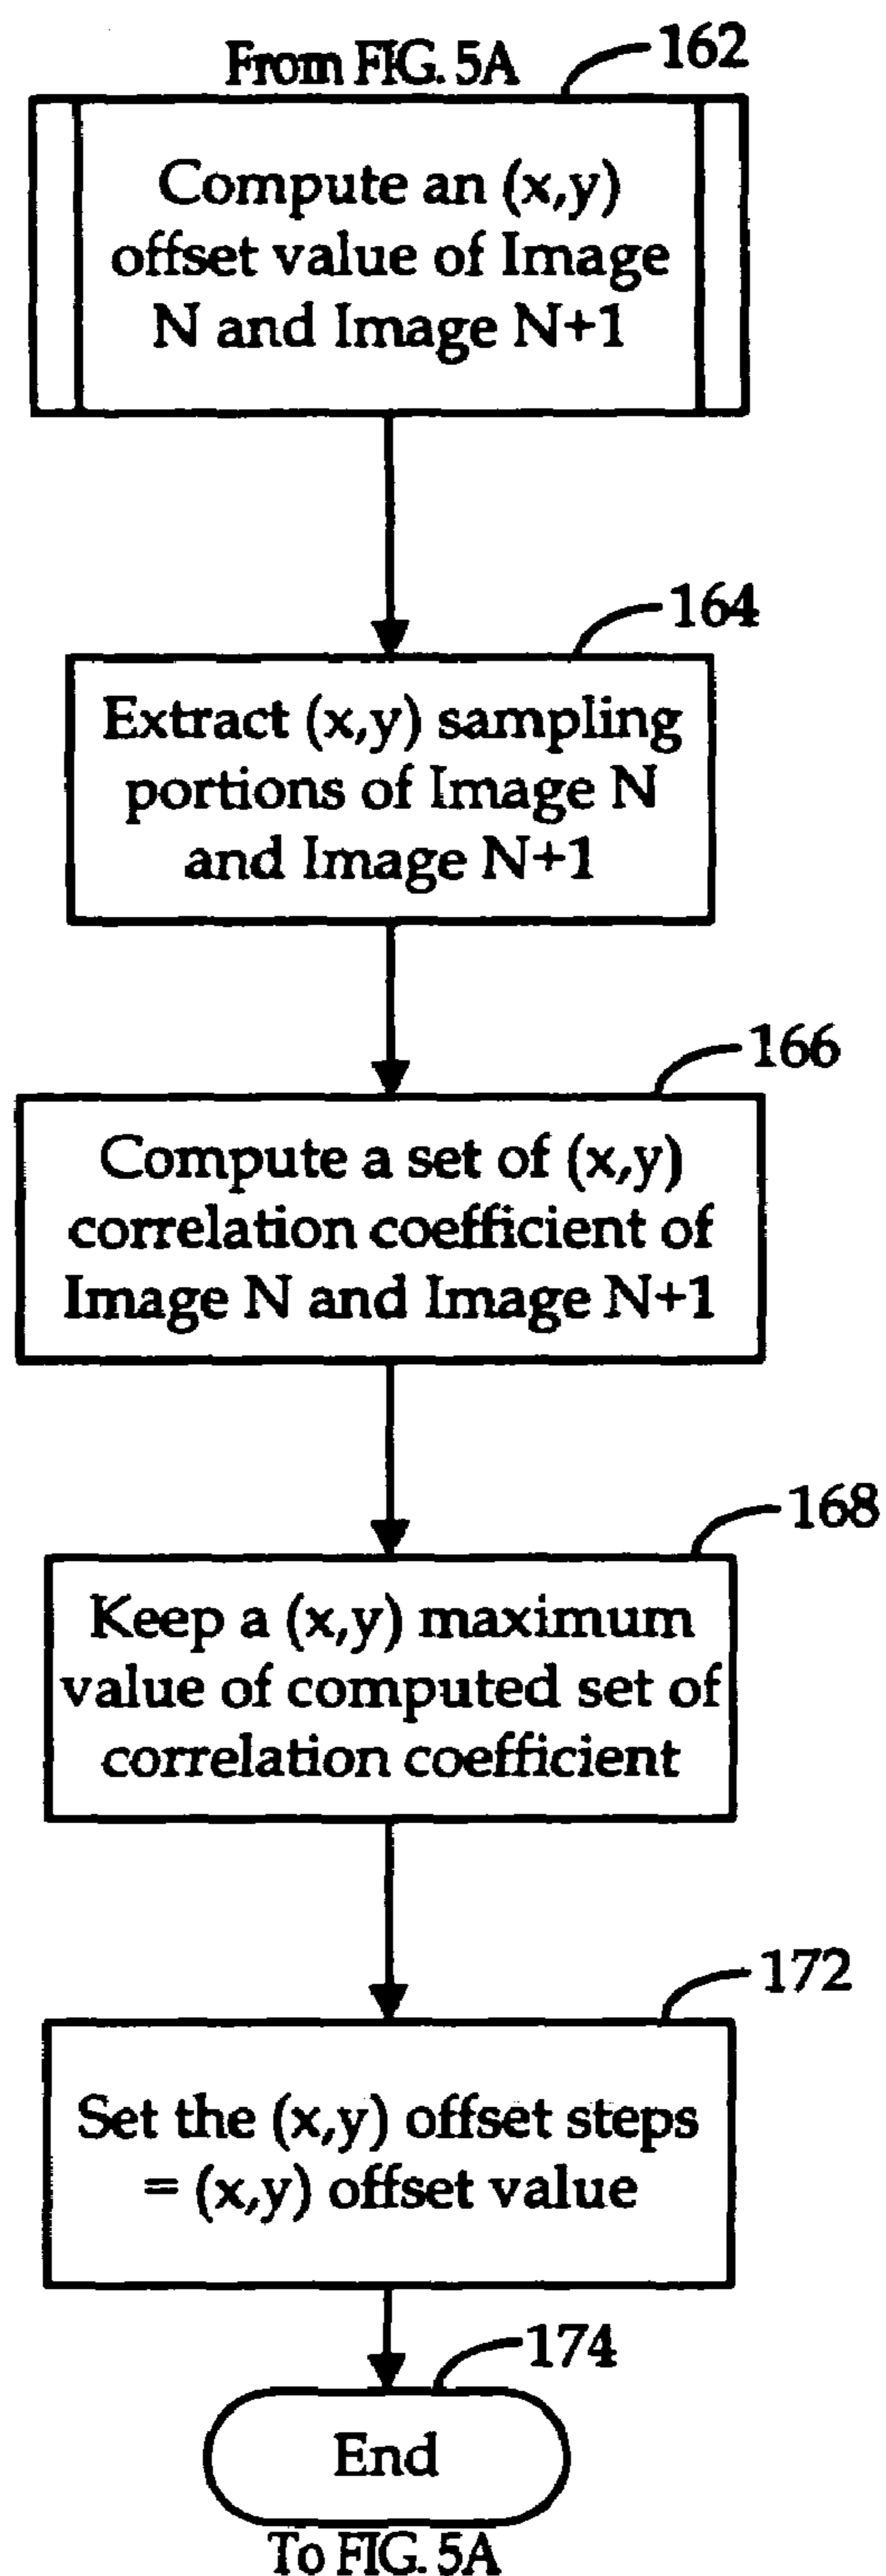 From FIG. 5A
162
Compute an (x,y)
offset value of Image
N and Image N+1
164
Extract (x,y) sampling
portions of Image N
and Image N+1
166
Compute a set of (x,y)
correlation coefficient of
Image N and Image N+1
168
Keep a (x,y) maximum
value of computed set of
correlation coefficient
172
Set the (x,y) offset steps
= (x,y) offset value
174
End
To FIG. 5A